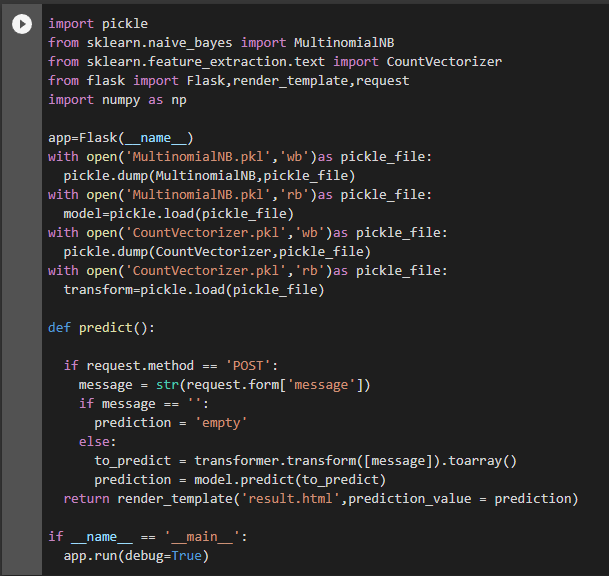 import pickle
from sklearn.naive_bayes import MultinomialNB
from sklearn.feature_extraction.text import CountVectorizer
from flask import Flask,render_template,request
import numpy as np

app=Flask(__name__)
with open('MultinomialNB.pkl','wb')as pickle_file:
  pickle.dump(MultinomialNB,pickle_file)
with open('MultinomialNB.pkl','rb')as pickle_file:
  model=pickle.load(pickle_file)
with open('CountVectorizer.pkl','wb')as pickle_file:
  pickle.dump(CountVectorizer,pickle_file)
with open('CountVectorizer.pkl','rb')as pickle_file:
  transform=pickle.load(pickle_file)

def predict():

  if request.method == 'POST':
    message = str(request.form['message'])
    if message == '':
      prediction = 'empty'
    else:
      to_predict = transformer.transform([message]).toarray()
      prediction = model.predict(to_predict)
  return render_template('result.html',prediction_value = prediction)

if __name__ == '__main__':
  app.run(debug=True)